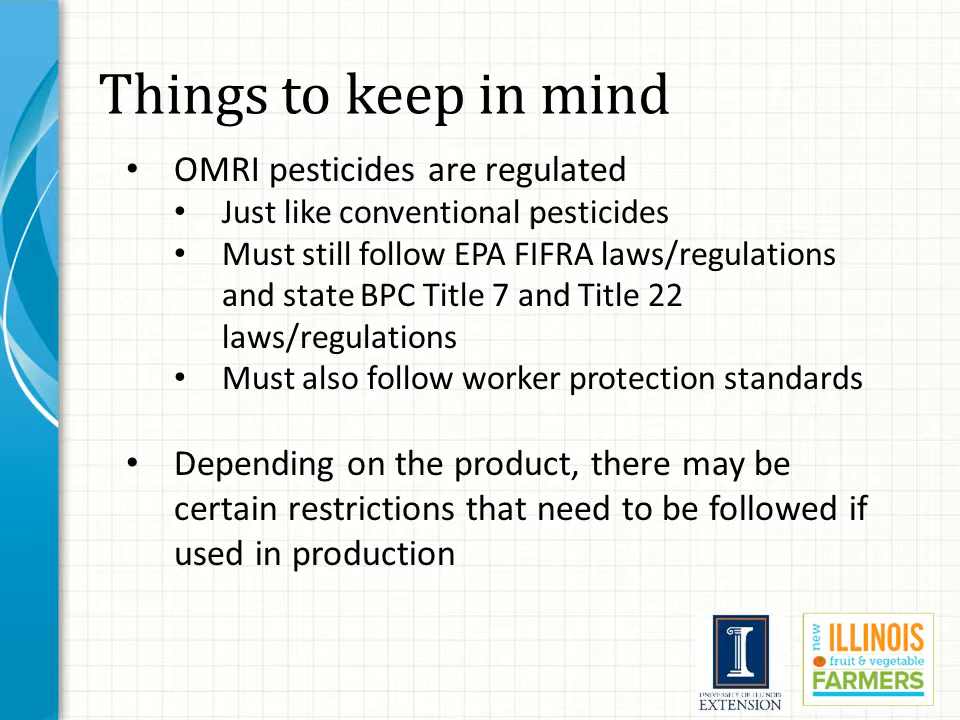 Things to keep in mind
• OMRI pesticides are regulated
• Just like conventional pesticides
• Must still follow EPA FIFRA laws/regulations
and state BPC Title 7 and Title 22
laws/regulations
• Must also follow worker protection standards
• Depending on the product, there may be
certain restrictions that need to be followed if
used in production
I
UNIVERSITY OF ILLINOIS
EXTENSION
new
ILLINOIS
fruit & vegetable
FARMERS